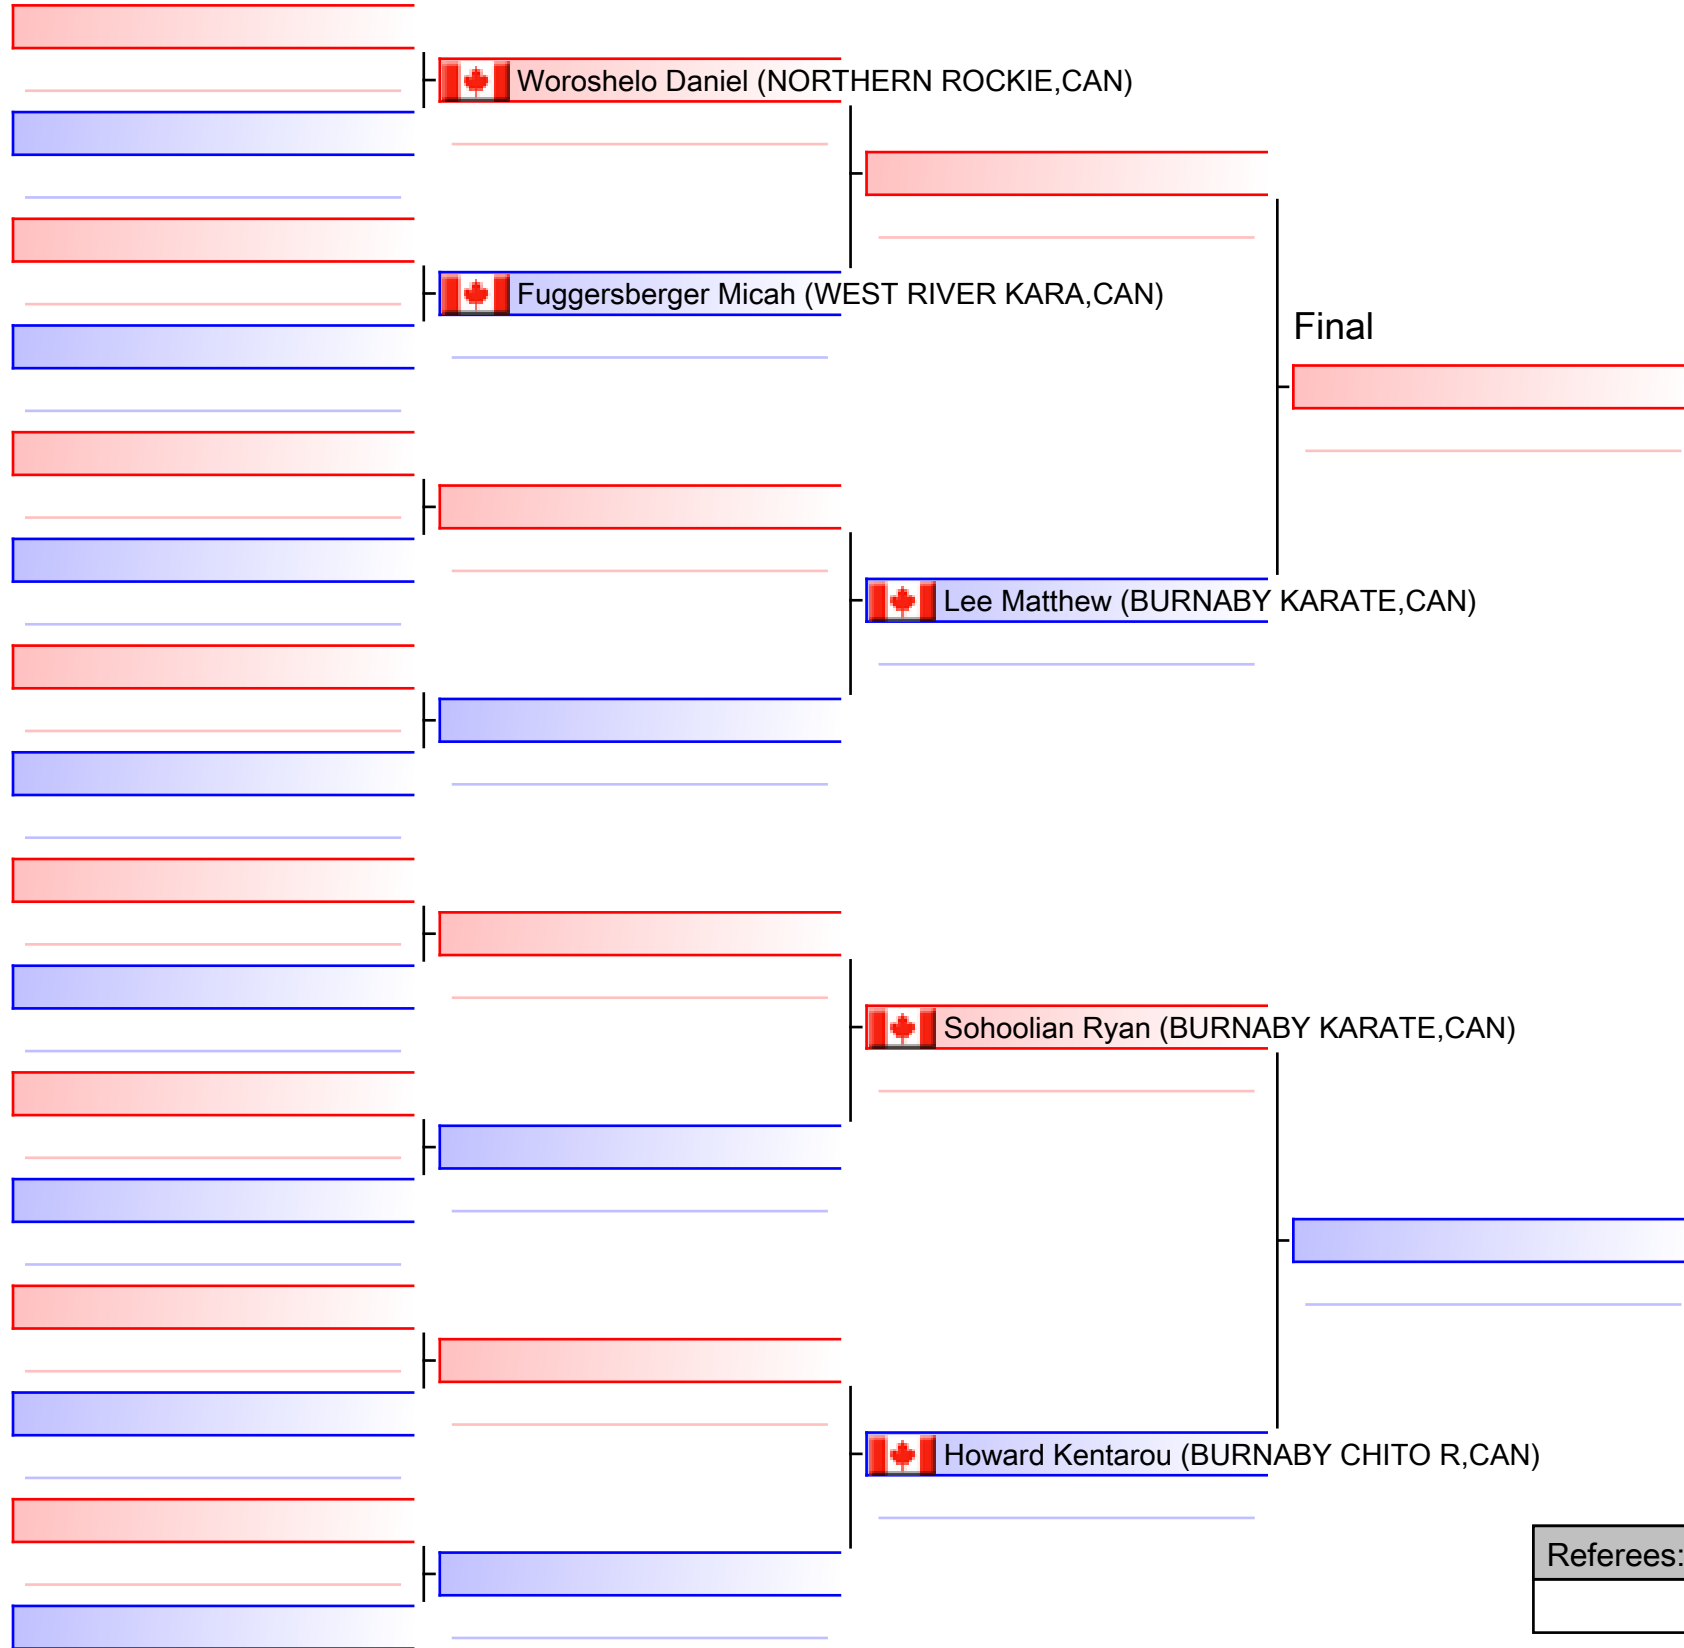 Woroshelo Daniel (NORTHERN ROCKIE,CAN)
Fuggersberger Micah (WEST RIVER KARA,CAN)
Final
Lee Matthew (BURNABY KARATE,CAN)
Sohoolian Ryan (BURNABY KARATE,CAN)
Howard Kentarou (BURNABY CHITO R,CAN)
Referees: